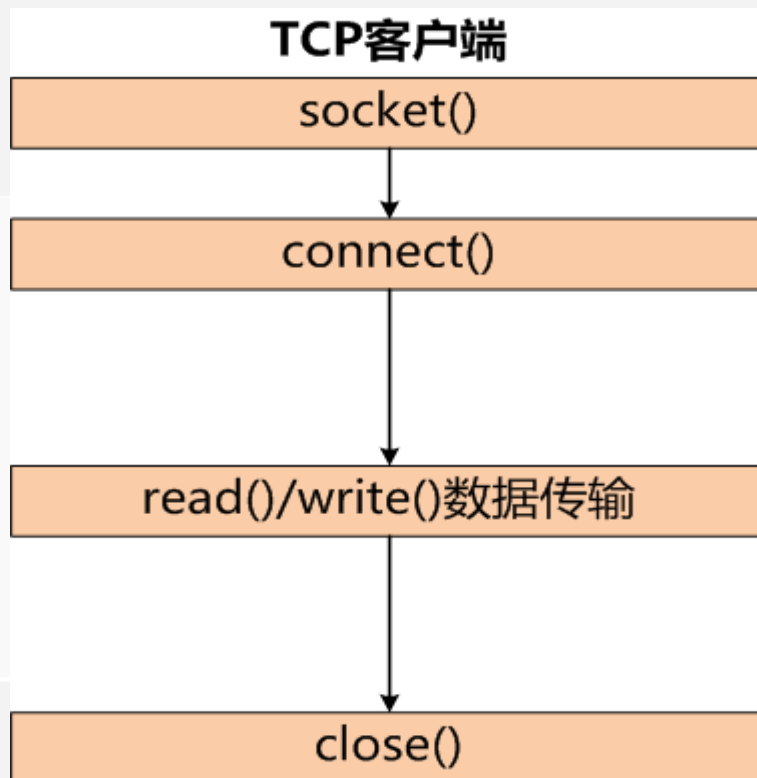 TCP客户端
socket()
connect()
read()/write()数据传输
close()